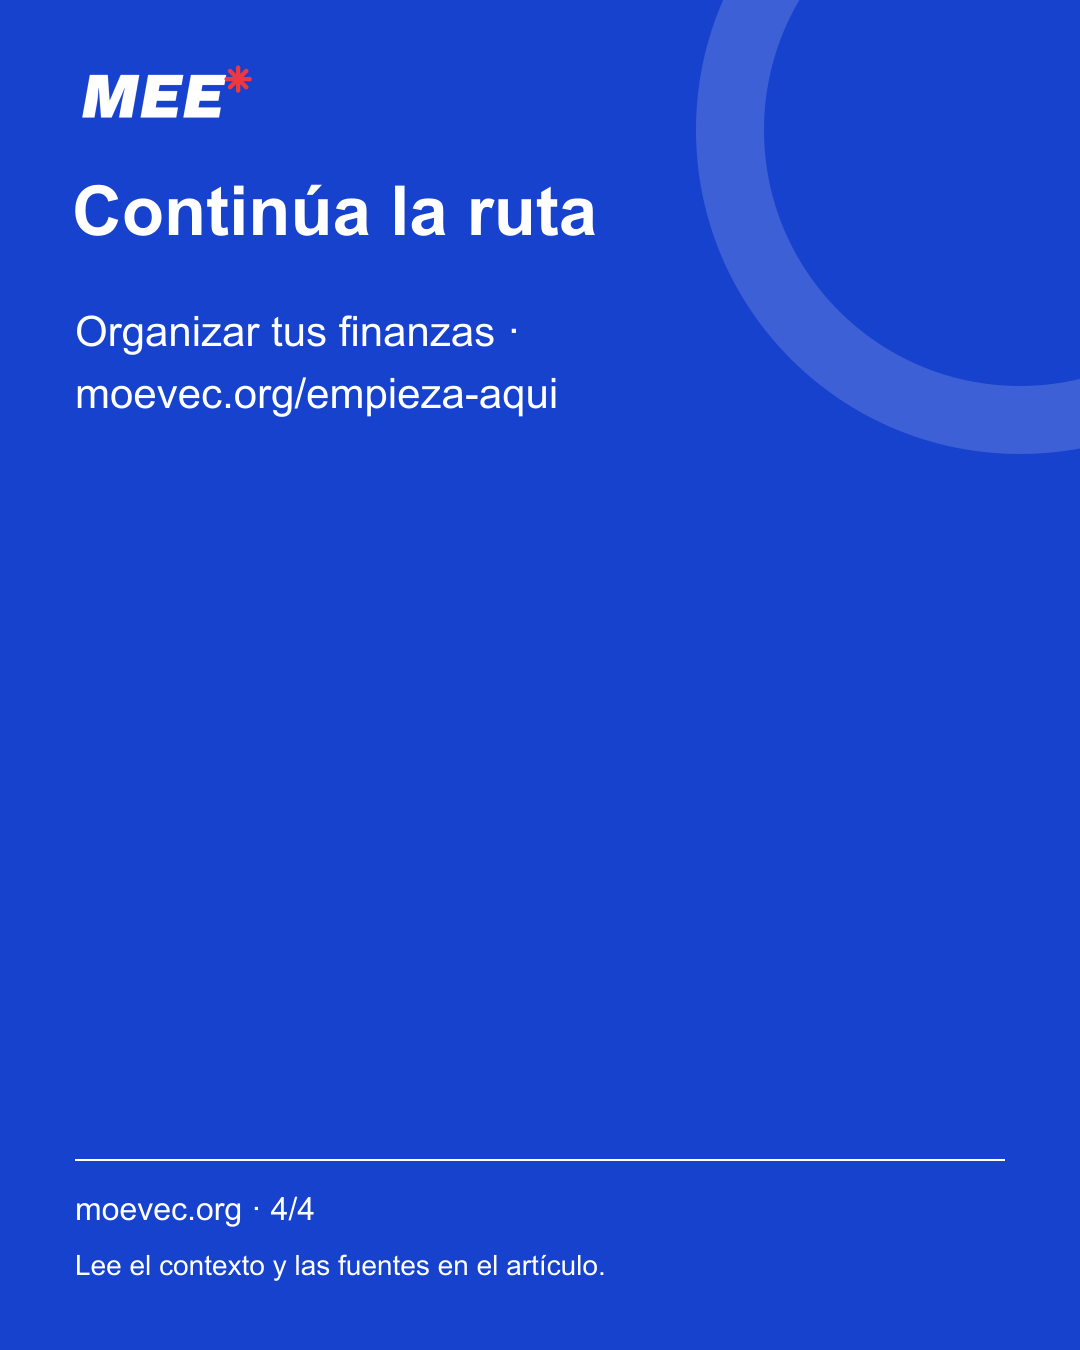 MEE*
Continúa la ruta
Organizar tus finanzas ·
moevec.org/empieza-aqui
moevec.org · 4/4
Lee el contexto y las fuentes en el artículo.